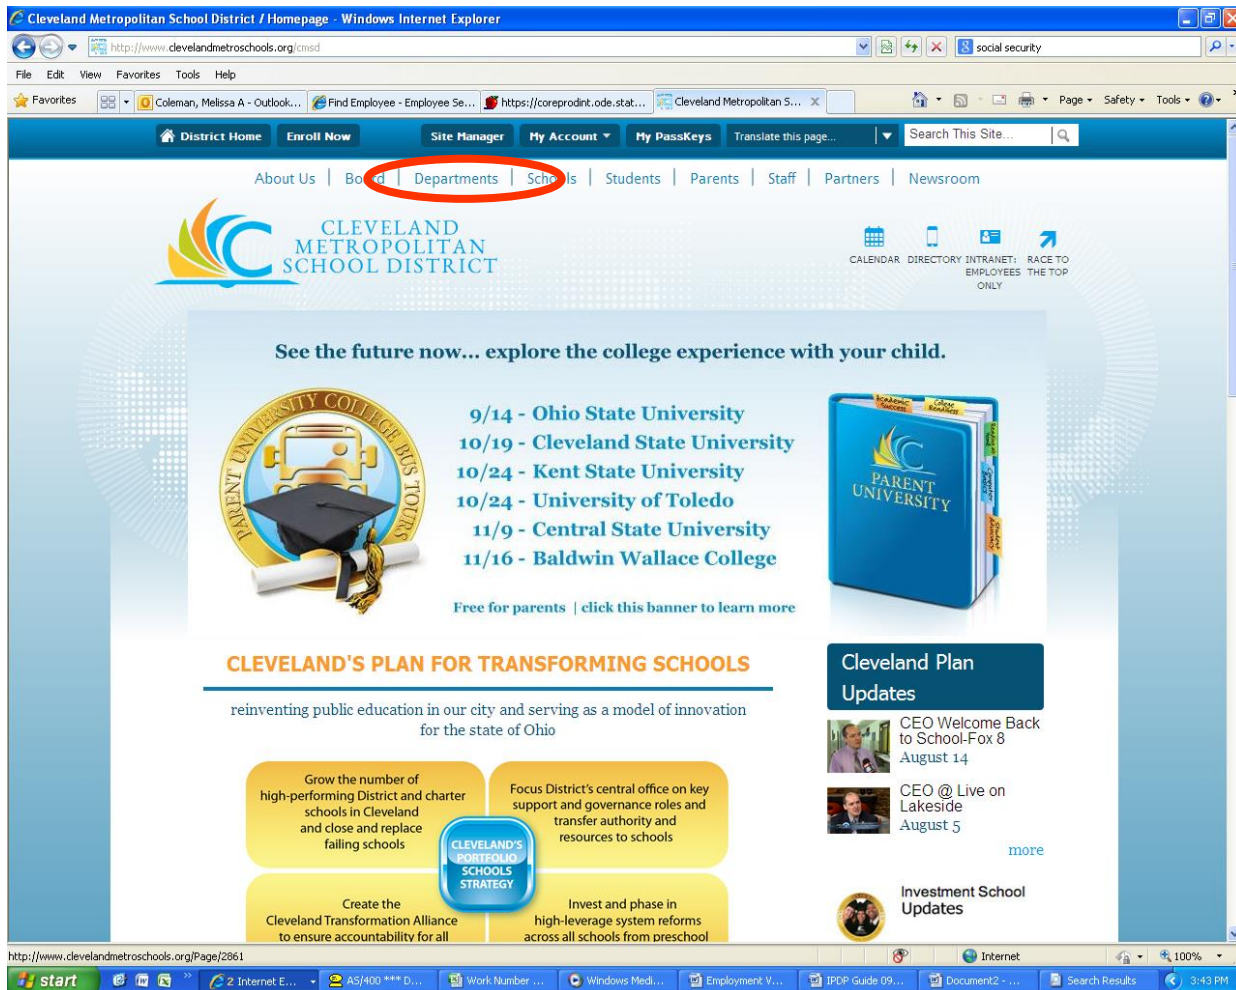 Cleveland Metropolitan School District / Homepage - Windows Internet Explorer
http://www.clevelandmetroschools.org/cmsd
social security
File Edit View Favorites Tools Help
Favorites
Coleman, Melissa A - Outlook...
Find Employee - Employee Se...
https://coreprodint.ode.stat...
Cleveland Metropolitan S... X
Page Safety Tools
District Home Enroll Now Site Manager My Account My PassKeys Translate this page... Search This Site...
About Us | Board | Departments | Schools | Students | Parents | Staff | Partners | Newsroom
CLEVELAND
METROPOLITAN
SCHOOL DISTRICT
CALENDAR
DIRECTORY
INTRANET:
EMPLOYEES
ONLY
RACE TO
THE TOP
See the future now... explore the college experience with your child.
PARENT UNIVERSITY COLLEGE BUS TOURS
9/14 - Ohio State University
10/19 - Cleveland State University
10/24 - Kent State University
10/24 - University of Toledo
11/9 - Central State University
11/16 - Baldwin Wallace College
Free for parents | click this banner to learn more
Academic
Success
College
Readiness
PARENT
UNIVERSITY
CLEVELAND'S PLAN FOR TRANSFORMING SCHOOLS
reinventing public education in our city and serving as a model of innovation
for the state of Ohio
Grow the number of
high-performing District and charter
schools in Cleveland
and close and replace
failing schools
Focus District's central office on key
support and governance roles and
transfer authority and
resources to schools
CLEVELAND'S
PORTFOLIO
SCHOOLS
STRATEGY
Create the
Cleveland Transformation Alliance
to ensure accountability for all
Invest and phase in
high-leverage system reforms
across all schools from preschool
Cleveland Plan
Updates
CEO Welcome Back
to School-Fox 8
August 14
CEO @ Live on
Lakeside
August 5
more
Investment School
Updates
http://www.clevelandmetroschools.org/Page/2861
Internet
100%
start
2 Internet E...
AS/400 *** D...
Work Number ...
Windows Medi...
Employment V...
IPDP Guide 09...
Document2 - ...
Search Results
3:43 PM